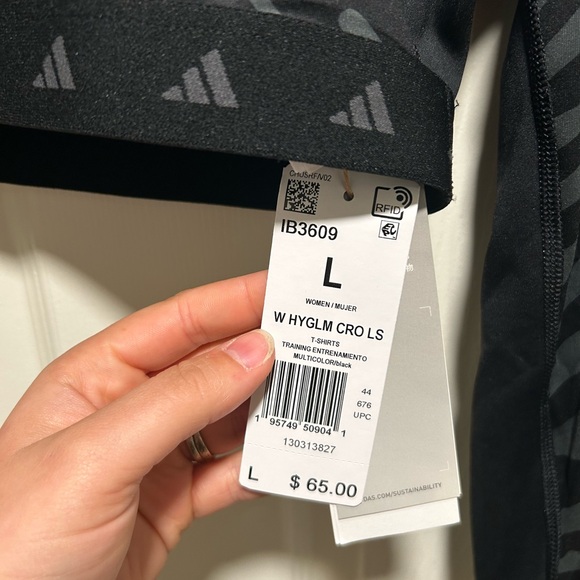 RFID
IB3609
L
WOMEN / MUJER
W HYGLM CRO LS
T-SHIRTS
TRAINING ENTRENAMIENTO
MULTICOLOR/black
44
676
UPC
1 95749 50904 1
130313827
L $ 65.00
DAS.COM/SUSTAINABILITY